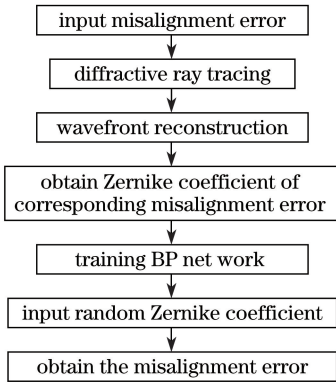 input misalignment error
diffractive ray tracing
wavefront reconstruction
obtain Zernike coefficient of
corresponding misalignment error
training BP net work
input random Zernike coefficient
obtain the misalignment error